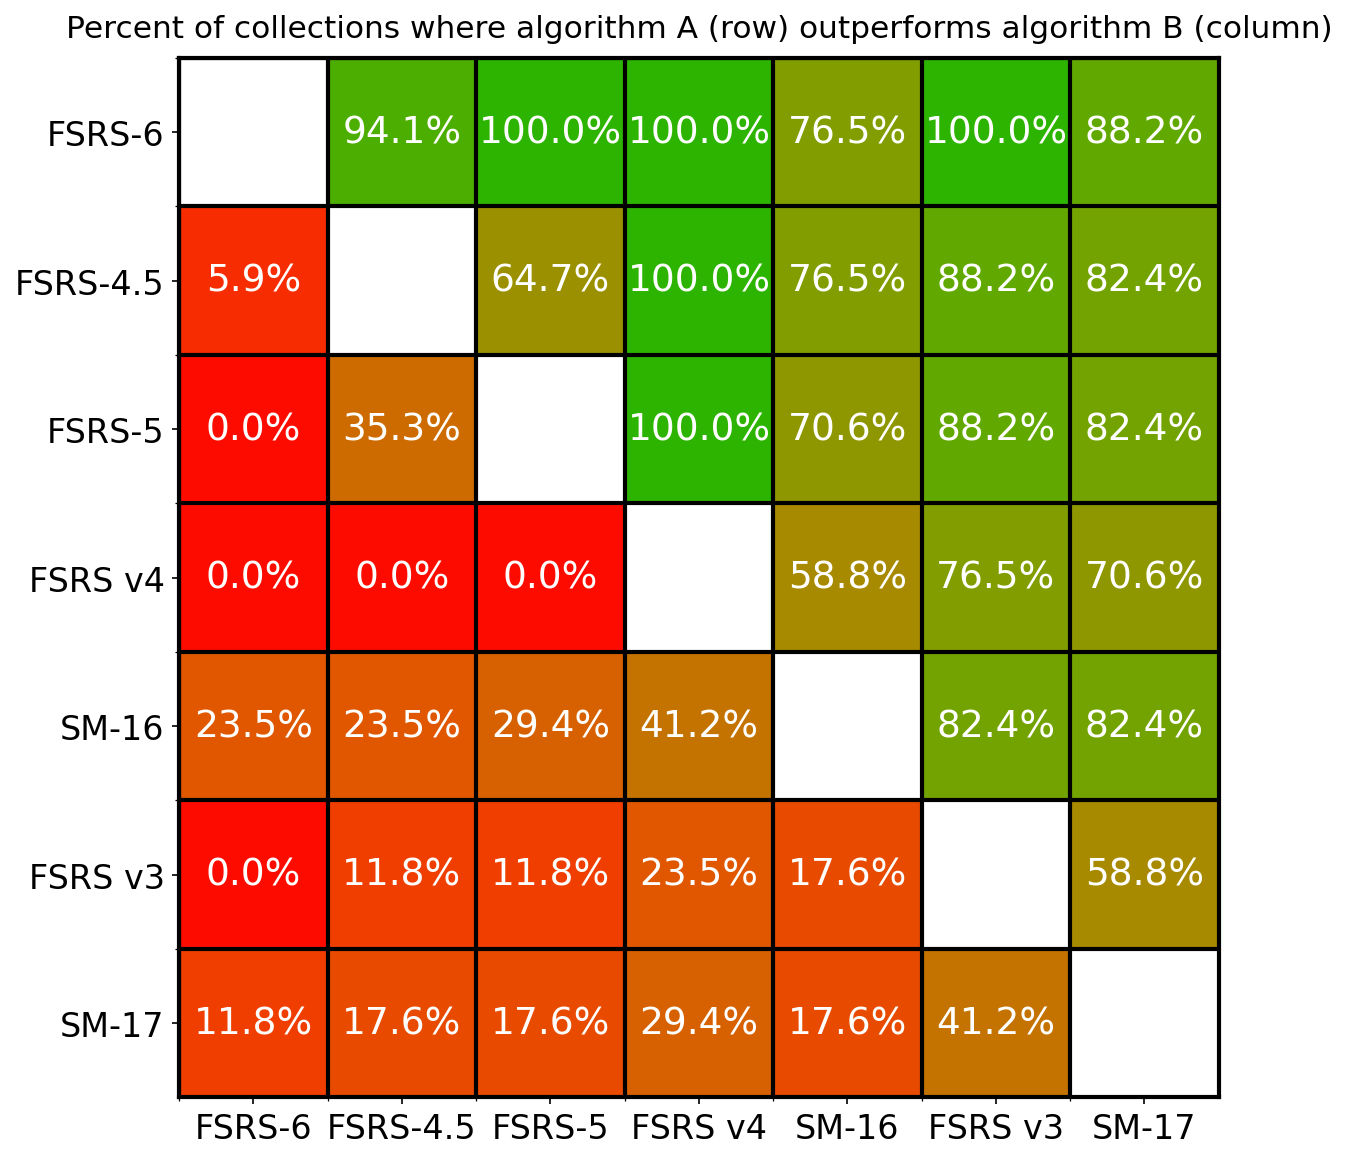 Percent of collections where algorithm A (row) outperforms algorithm B (column)
FSRS-6 94.1% 100.0% 100.0% 76.5% 100.0% 88.2%
FSRS-4.5 5.9% 64.7% 100.0% 76.5% 88.2% 82.4%
FSRS-5 0.0% 35.3% 100.0% 70.6% 88.2% 82.4%
FSRS v4 0.0% 0.0% 0.0% 58.8% 76.5% 70.6%
SM-16 23.5% 23.5% 29.4% 41.2% 82.4% 82.4%
FSRS v3 0.0% 11.8% 11.8% 23.5% 17.6% 58.8%
SM-17 11.8% 17.6% 17.6% 29.4% 17.6% 41.2%
FSRS-6 FSRS-4.5 FSRS-5 FSRS v4 SM-16 FSRS v3 SM-17